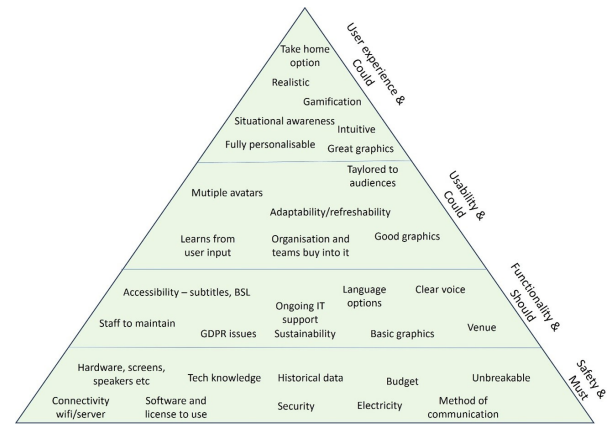 User experience &
Could
Take home
option
Realistic
Gamification
Situational awareness
Intuitive
Fully personalisable
Great graphics
Usability &
Could
Taylored to
audiences
Mutiple avatars
Adaptability/refreshability
Learns from
user input
Organisation and
teams buy into it
Good graphics
Functionality &
Should
Accessibility – subtitles, BSL
Language
options
Clear voice
Ongoing IT
support
Staff to maintain
GDPR issues
Sustainability
Basic graphics
Venue
Safety &
Must
Hardware, screens,
speakers etc
Tech knowledge
Historical data
Budget
Unbreakable
Connectivity
wifi/server
Software and
license to use
Security
Electricity
Method of
communication